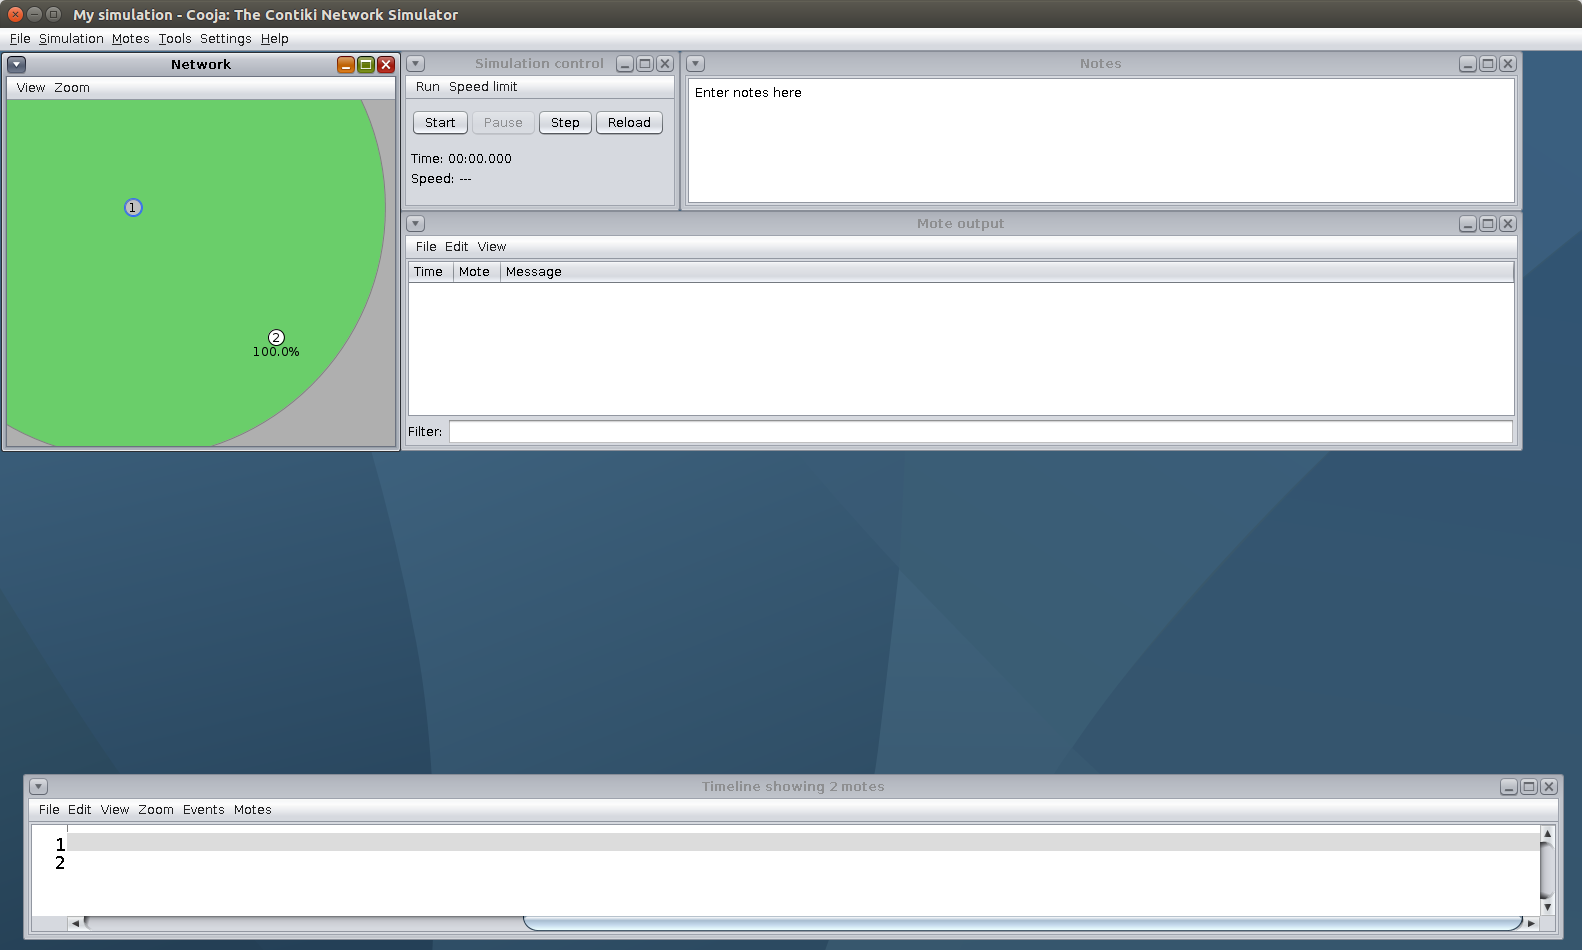 My simulation - Cooja: The Contiki Network Simulator
File Simulation Motes Tools Settings Help
Network
View Zoom
1
2
100.0%
Simulation control
Run Speed limit
Start Pause Step Reload
Time: 00:00.000
Speed: ---
Notes
Enter notes here
Mote output
File Edit View
Time Mote Message
Filter:
Timeline showing 2 motes
File Edit View Zoom Events Motes
1
2